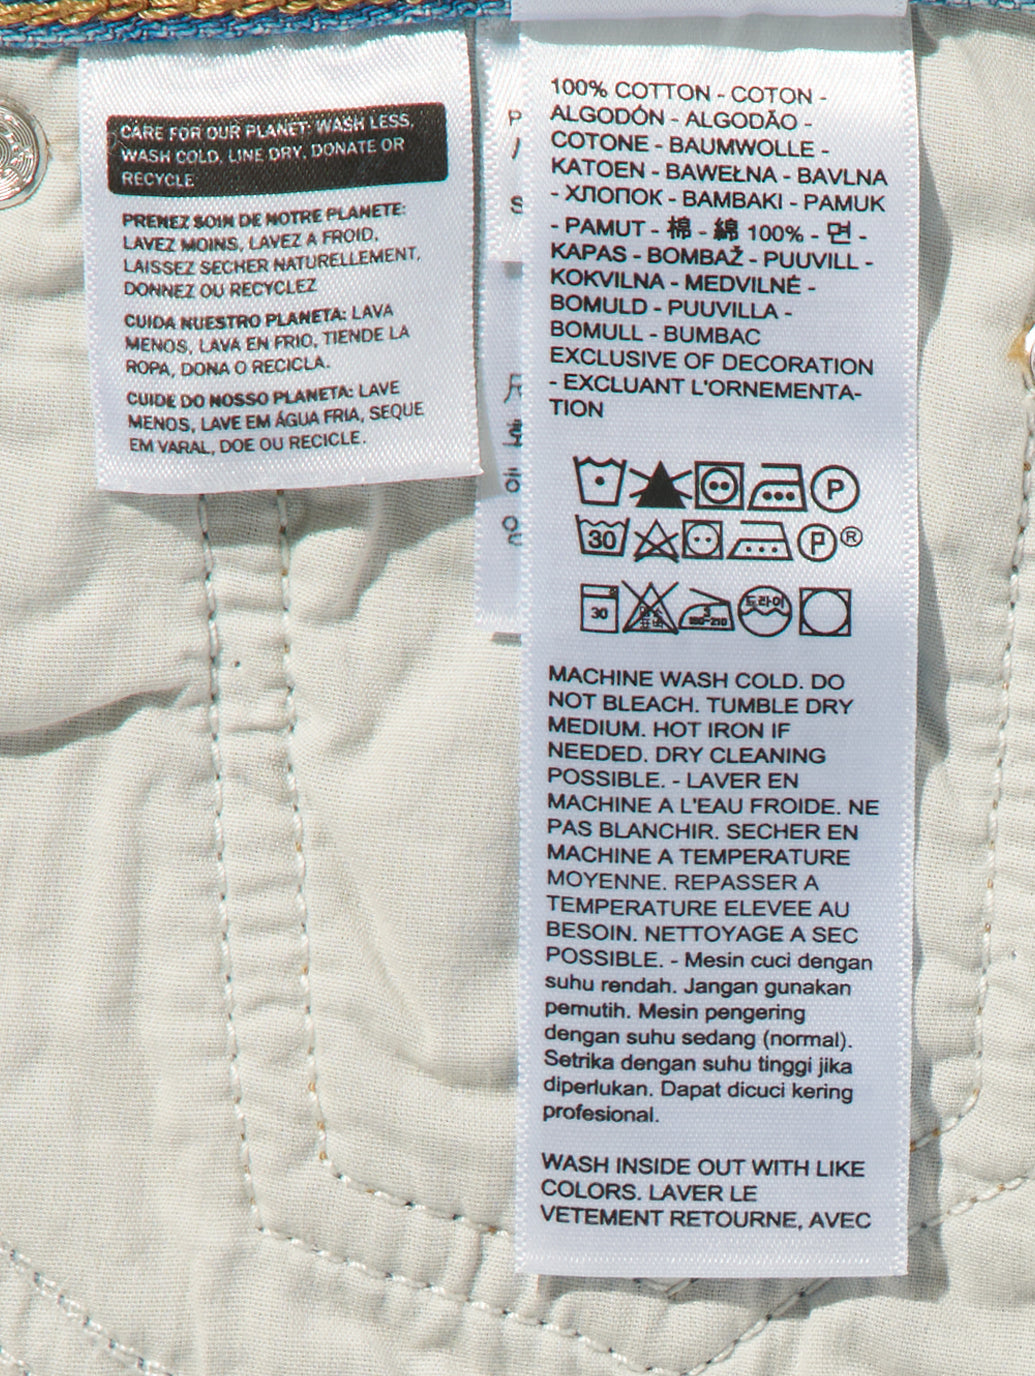 CARE FOR OUR PLANET: WASH LESS,
WASH COLD, LINE DRY, DONATE OR
RECYCLE
PRENEZ SOIN DE NOTRE PLANETE:
LAVEZ MOINS, LAVEZ A FROID,
LAISSEZ SECHER NATURELLEMENT,
DONNEZ OU RECYCLEZ
CUIDA NUESTRO PLANETA: LAVA
MENOS, LAVA EN FRIO, TIENDE LA
ROPA, DONA O RECICLA.
CUIDE DO NOSSO PLANETA: LAVE
MENOS, LAVE EM ÁGUA FRIA, SEQUE
EM VARAL, DOE OU RECICLE.
100% COTTON - COTON -
ALGODÓN - ALGODÃO -
COTONE - BAUMWOLLE -
KATOEN - BAWEŁNA - BAVLNA
- ХЛОПОК - BAMBAKI - PAMUK
- PAMUT - 棉 - 綿 100% - 면 -
KAPAS - BOMBAŽ - PUUVILL -
KOKVILNA - MEDVILNĖ -
BOMULD - PUUVILLA -
BOMULL - BUMBAC
EXCLUSIVE OF DECORATION
- EXCLUANT L'ORNEMENTA-
TION
P
30 P ®
30 3 180-210 드라이
MACHINE WASH COLD. DO
NOT BLEACH. TUMBLE DRY
MEDIUM. HOT IRON IF
NEEDED. DRY CLEANING
POSSIBLE. - LAVER EN
MACHINE A L'EAU FROIDE. NE
PAS BLANCHIR. SECHER EN
MACHINE A TEMPERATURE
MOYENNE. REPASSER A
TEMPERATURE ELEVEE AU
BESOIN. NETTOYAGE A SEC
POSSIBLE. - Mesin cuci dengan
suhu rendah. Jangan gunakan
pemutih. Mesin pengering
dengan suhu sedang (normal).
Setrika dengan suhu tinggi jika
diperlukan. Dapat dicuci kering
profesional.
WASH INSIDE OUT WITH LIKE
COLORS. LAVER LE
VETEMENT RETOURNE, AVEC